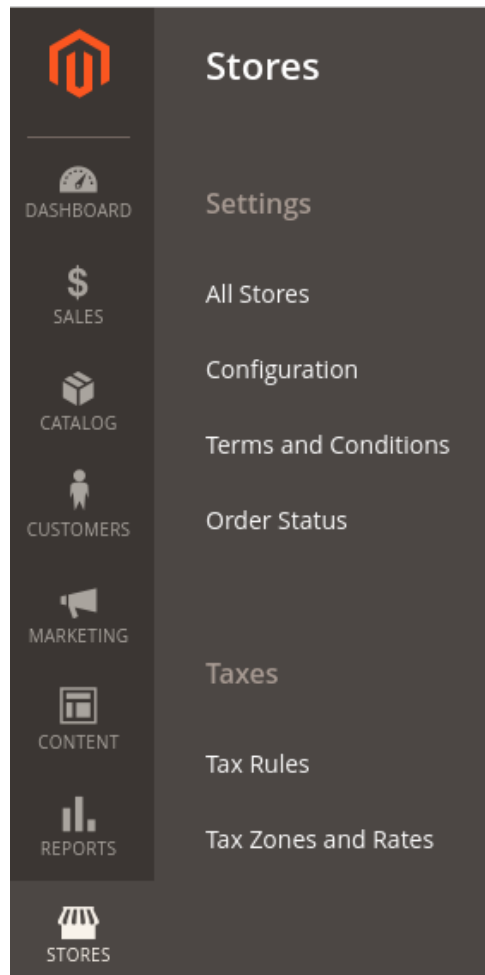 DASHBOARD
SALES
CATALOG
CUSTOMERS
MARKETING
CONTENT
REPORTS
STORES
Stores
Settings
All Stores
Configuration
Terms and Conditions
Order Status
Taxes
Tax Rules
Tax Zones and Rates